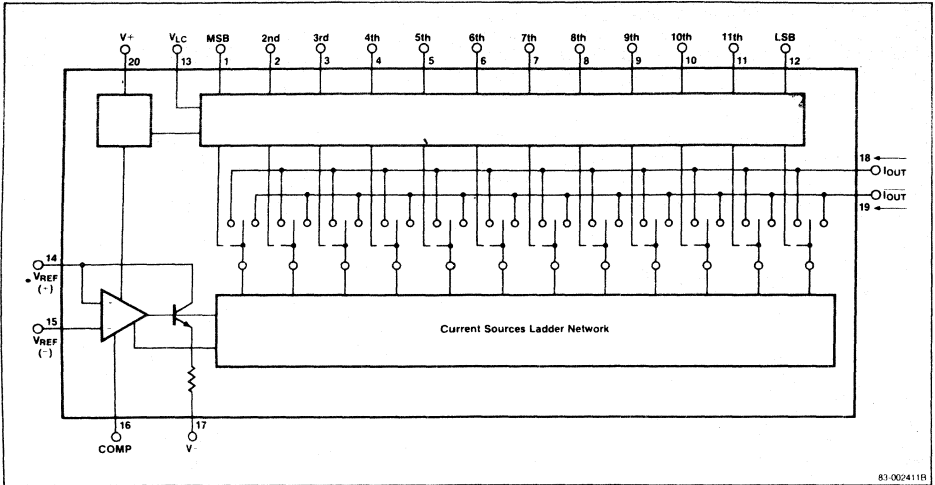 V+ VLC MSB 2nd 3rd 4th 5th 6th 7th 8th 9th 10th 11th LSB
20 13 1 2 3 4 5 6 7 8 9 10 11 12
18
IOUT
IOUT
19
14
VREF
15
VREF
(-)
Current Sources Ladder Network
16 17
COMP V-
83-002411B